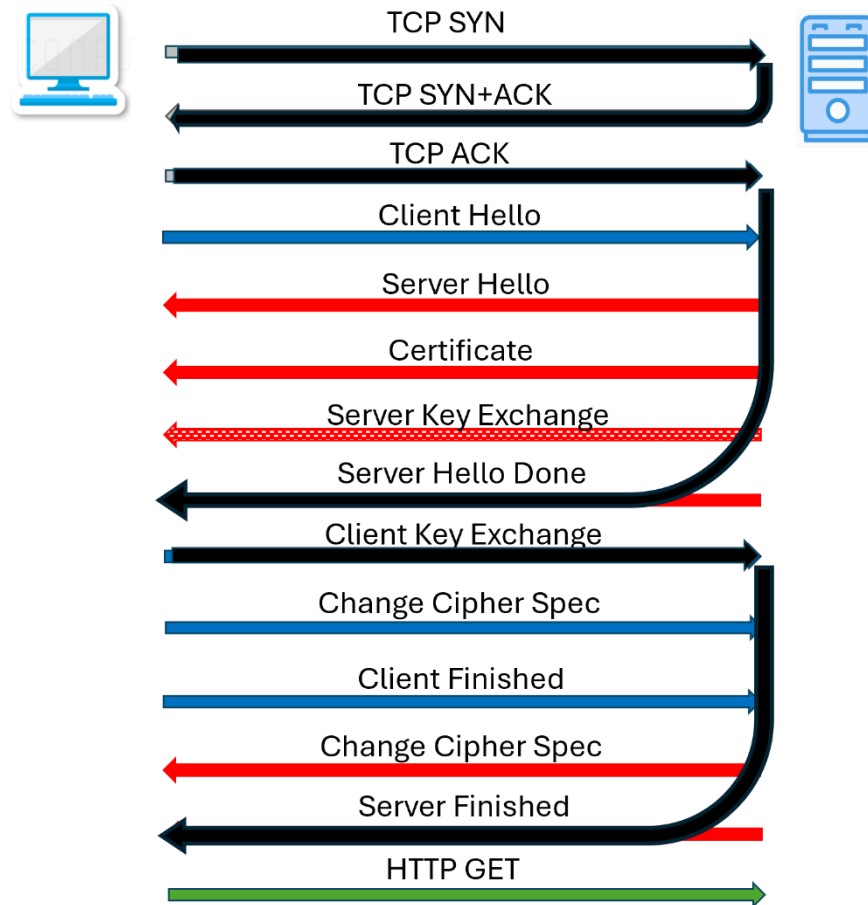 TCP SYN
TCP SYN+ACK
TCP ACK
Client Hello
Server Hello
Certificate
Server Key Exchange
Server Hello Done
Client Key Exchange
Change Cipher Spec
Client Finished
Change Cipher Spec
Server Finished
HTTP GET